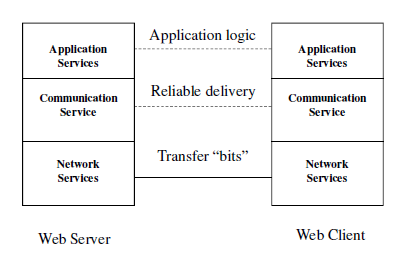 Application logic
Application
Services
Application
Services
Reliable delivery
Communication
Service
Communication
Service
Transfer “bits”
Network
Services
Network
Services
Web Server
Web Client